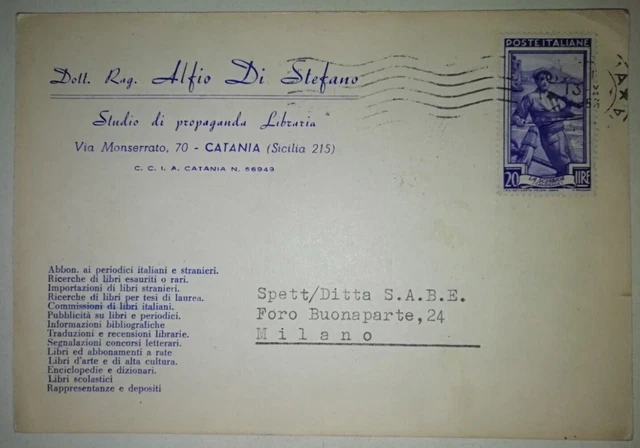 Dott. Rag. Alfio Di Stefano
Studio di propaganda Libraria
Via Monserrato, 70 - CATANIA (Sicilia 215)
C. C. I. A. CATANIA N. 56949
POSTE ITALIANE
20 LIRE
Abbon. ai periodici italiani e stranieri.
Ricerche di libri esauriti o rari.
Importazioni di libri stranieri.
Ricerche di libri per tesi di laurea.
Commissioni di libri italiani.
Pubblicità su libri e periodici.
Informazioni bibliografiche
Traduzioni e recensioni librarie.
Segnalazioni concorsi letterari.
Libri ed abbonamenti a rate
Libri d'arte e di alta cultura.
Enciclopedie e dizionari.
Libri scolastici
Rappresentanze e depositi
Spett/Ditta S.A.B.E.
Foro Buonaparte,24
Milano